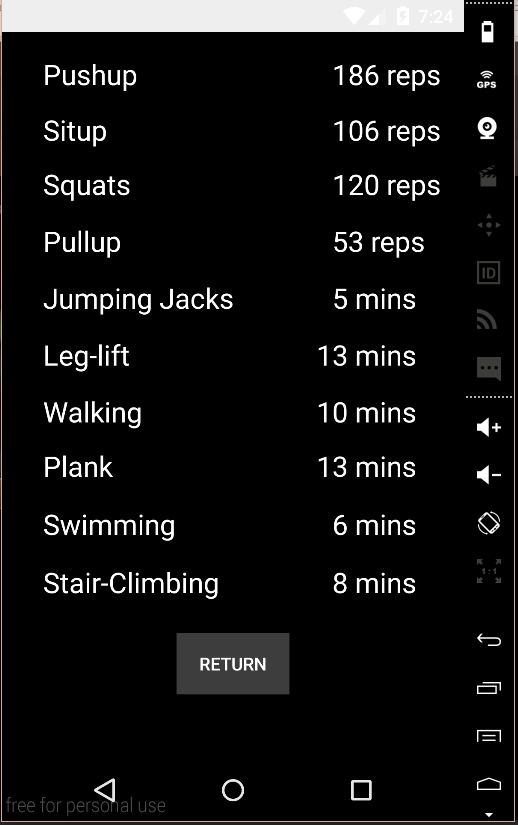 7:24
Pushup 186 reps
GPS
Situp 106 reps
Squats 120 reps
Pullup 53 reps
ID
Jumping Jacks 5 mins
Leg-lift 13 mins
Walking 10 mins
Plank 13 mins
Swimming 6 mins
1:1
Stair-Climbing 8 mins
RETURN
free for personal use